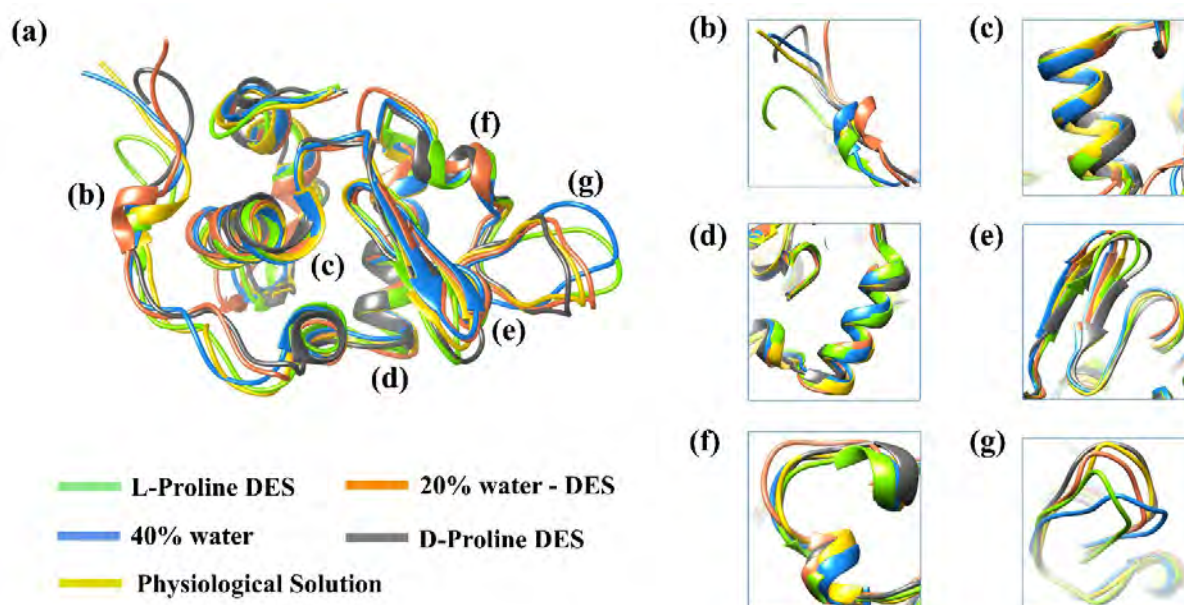 (a)
(b)
(c)
(d)
(e)
(f)
(g)
L-Proline DES
20% water - DES
40% water
D-Proline DES
Physiological Solution
(b)
(c)
(d)
(e)
(f)
(g)